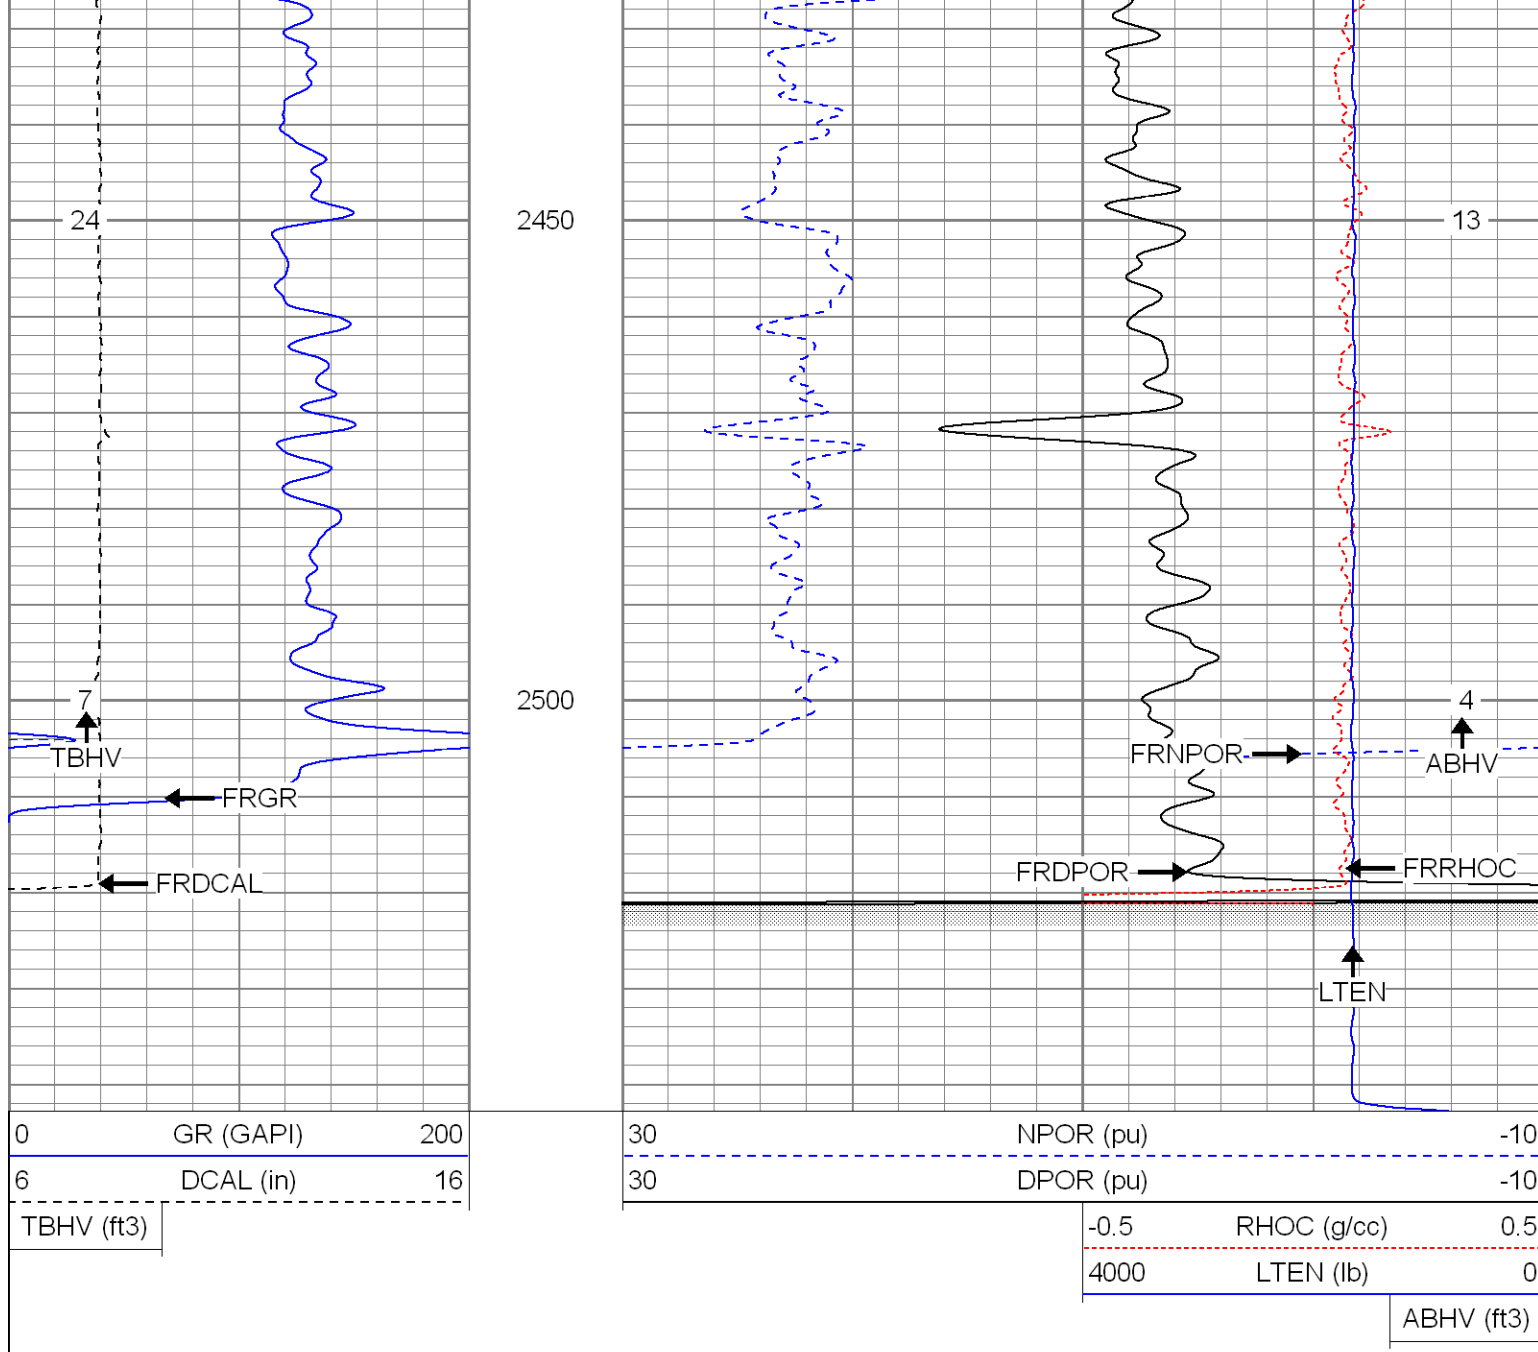 24 2450 13
7 2500 4
TBHV FRNPOR ABHV
FRGR
FRDCAL FRDPOR FRRHOC
LTEN
0 GR (GAPI) 200 30 NPOR (pu) -10
6 DCAL (in) 16 30 DPOR (pu) -10
TBHV (ft3) -0.5 RHOC (g/cc) 0.5
4000 LTEN (lb) 0
ABHV (ft3)